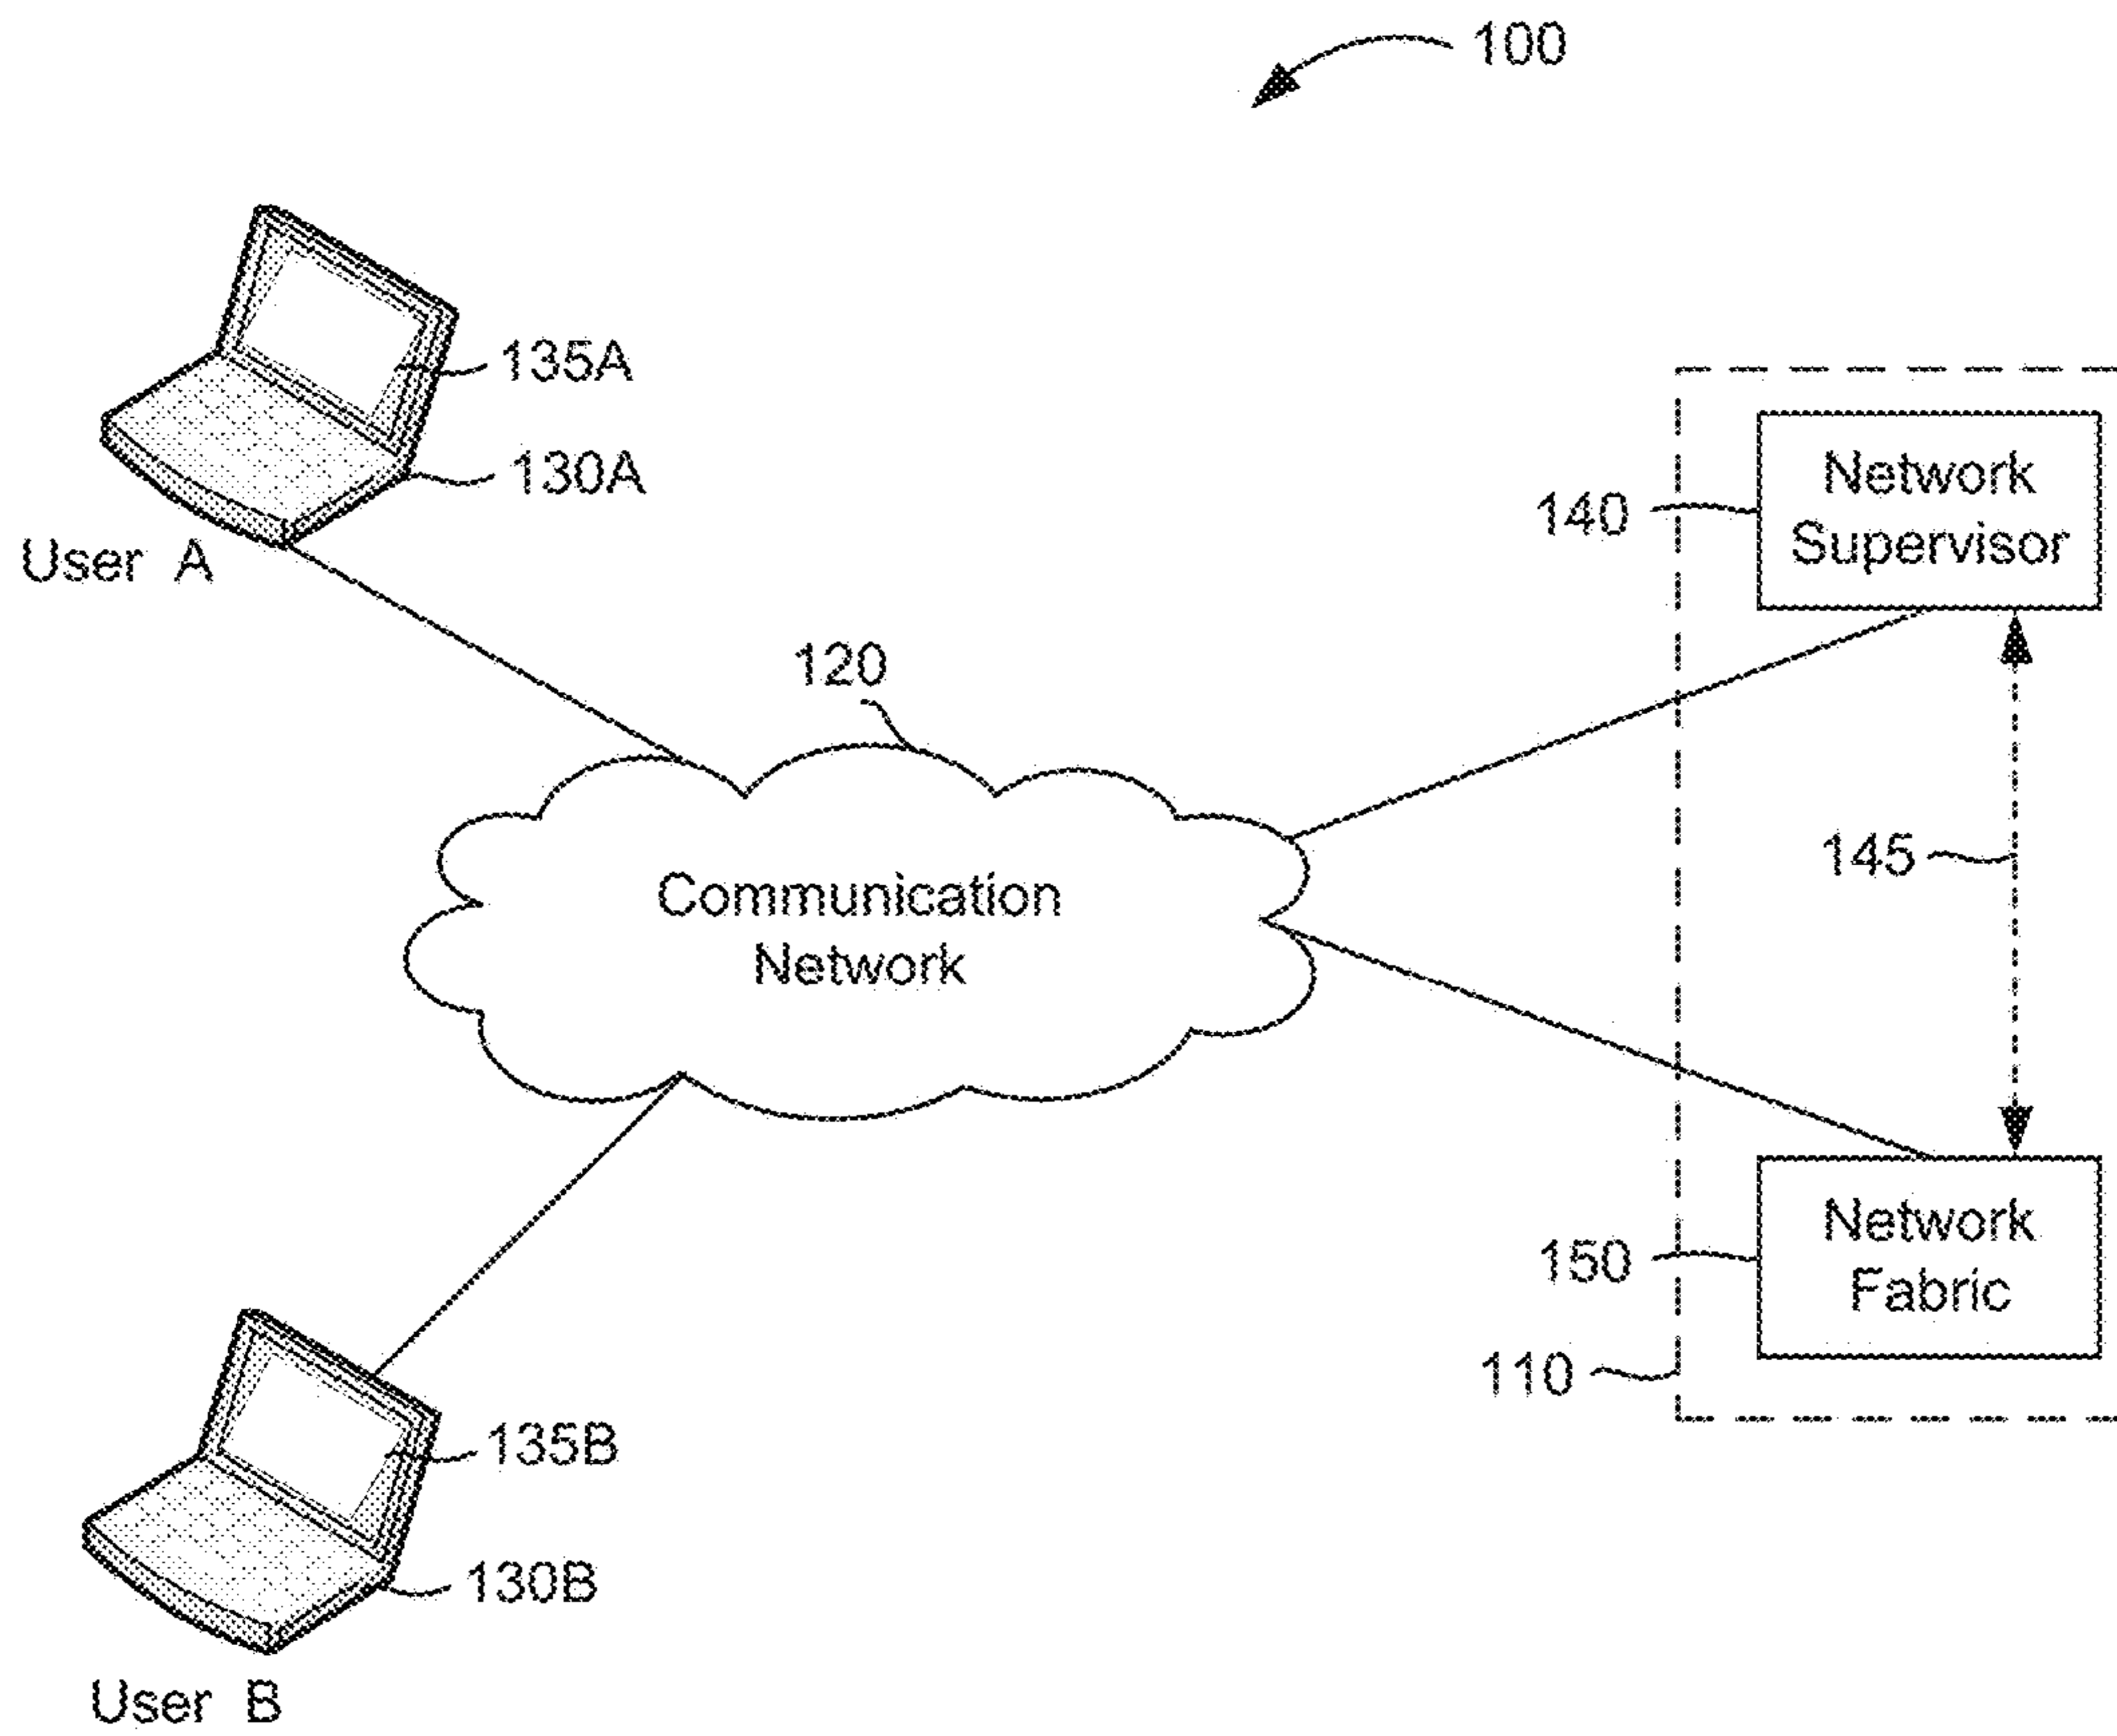 100
135A
130A
User A
140
Network
Supervisor
120
145
Communication
Network
150
Network
Fabric
110
135B
130B
User B